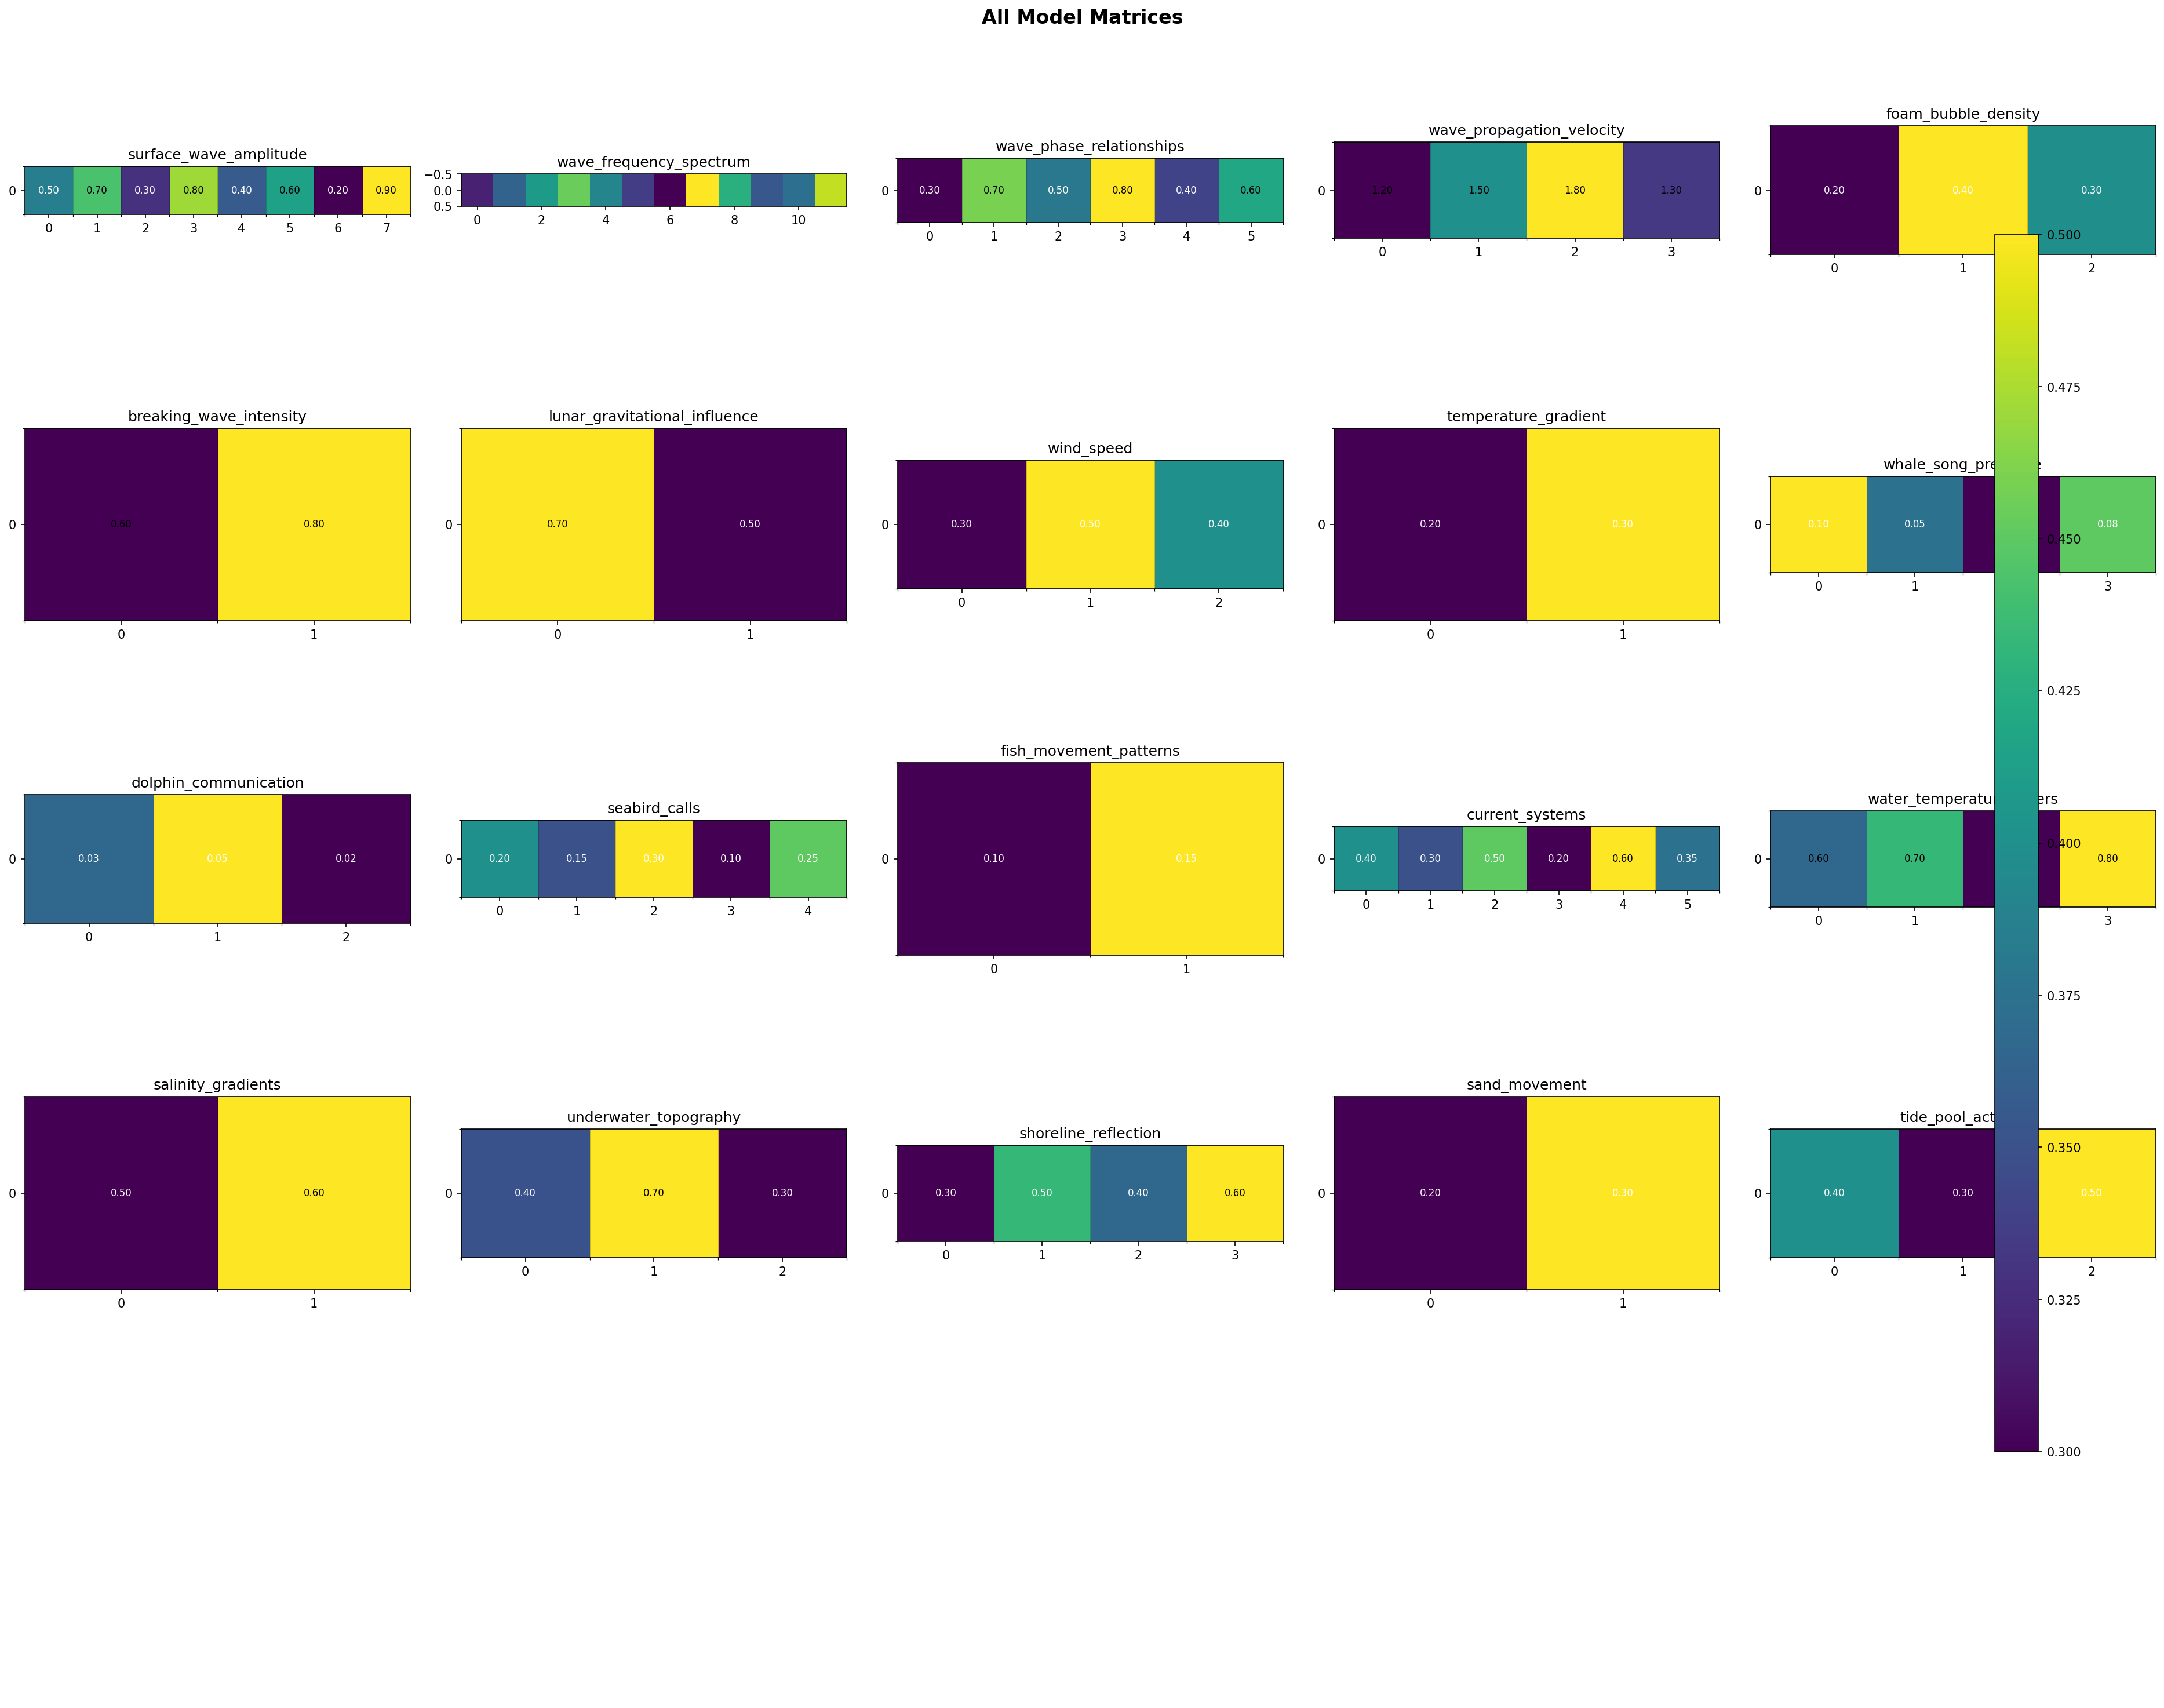 All Model Matrices
surface_wave_amplitude
0
0.50 0.70 0.30 0.80 0.40 0.60 0.20 0.90
0 1 2 3 4 5 6 7
wave_frequency_spectrum
−0.5
0.0
0.5
0 2 4 6 8 10
wave_phase_relationships
0
0.30 0.70 0.50 0.80 0.40 0.60
0 1 2 3 4 5
wave_propagation_velocity
0
1.20 1.50 1.80 1.30
0 1 2 3
foam_bubble_density
0
0.20 0.40 0.30
0 1 2
breaking_wave_intensity
0
0.60 0.80
0 1
lunar_gravitational_influence
0
0.70 0.50
0 1
wind_speed
0
0.30 0.50 0.40
0 1 2
temperature_gradient
0
0.20 0.30
0 1
0
0.10 0.05 0.08
0 1 3
dolphin_communication
0
0.03 0.05 0.02
0 1 2
seabird_calls
0
0.20 0.15 0.30 0.10 0.25
0 1 2 3 4
fish_movement_patterns
0
0.10 0.15
0 1
current_systems
0
0.40 0.30 0.50 0.20 0.60 0.35
0 1 2 3 4 5
0
0.60 0.70 0.80
0 1 3
salinity_gradients
0
0.50 0.60
0 1
underwater_topography
0
0.40 0.70 0.30
0 1 2
shoreline_reflection
0
0.30 0.50 0.40 0.60
0 1 2 3
sand_movement
0
0.20 0.30
0 1
0
0.40 0.30 0.50
0 1 2
0.500
0.475
0.450
0.425
0.400
0.375
0.350
0.325
0.300